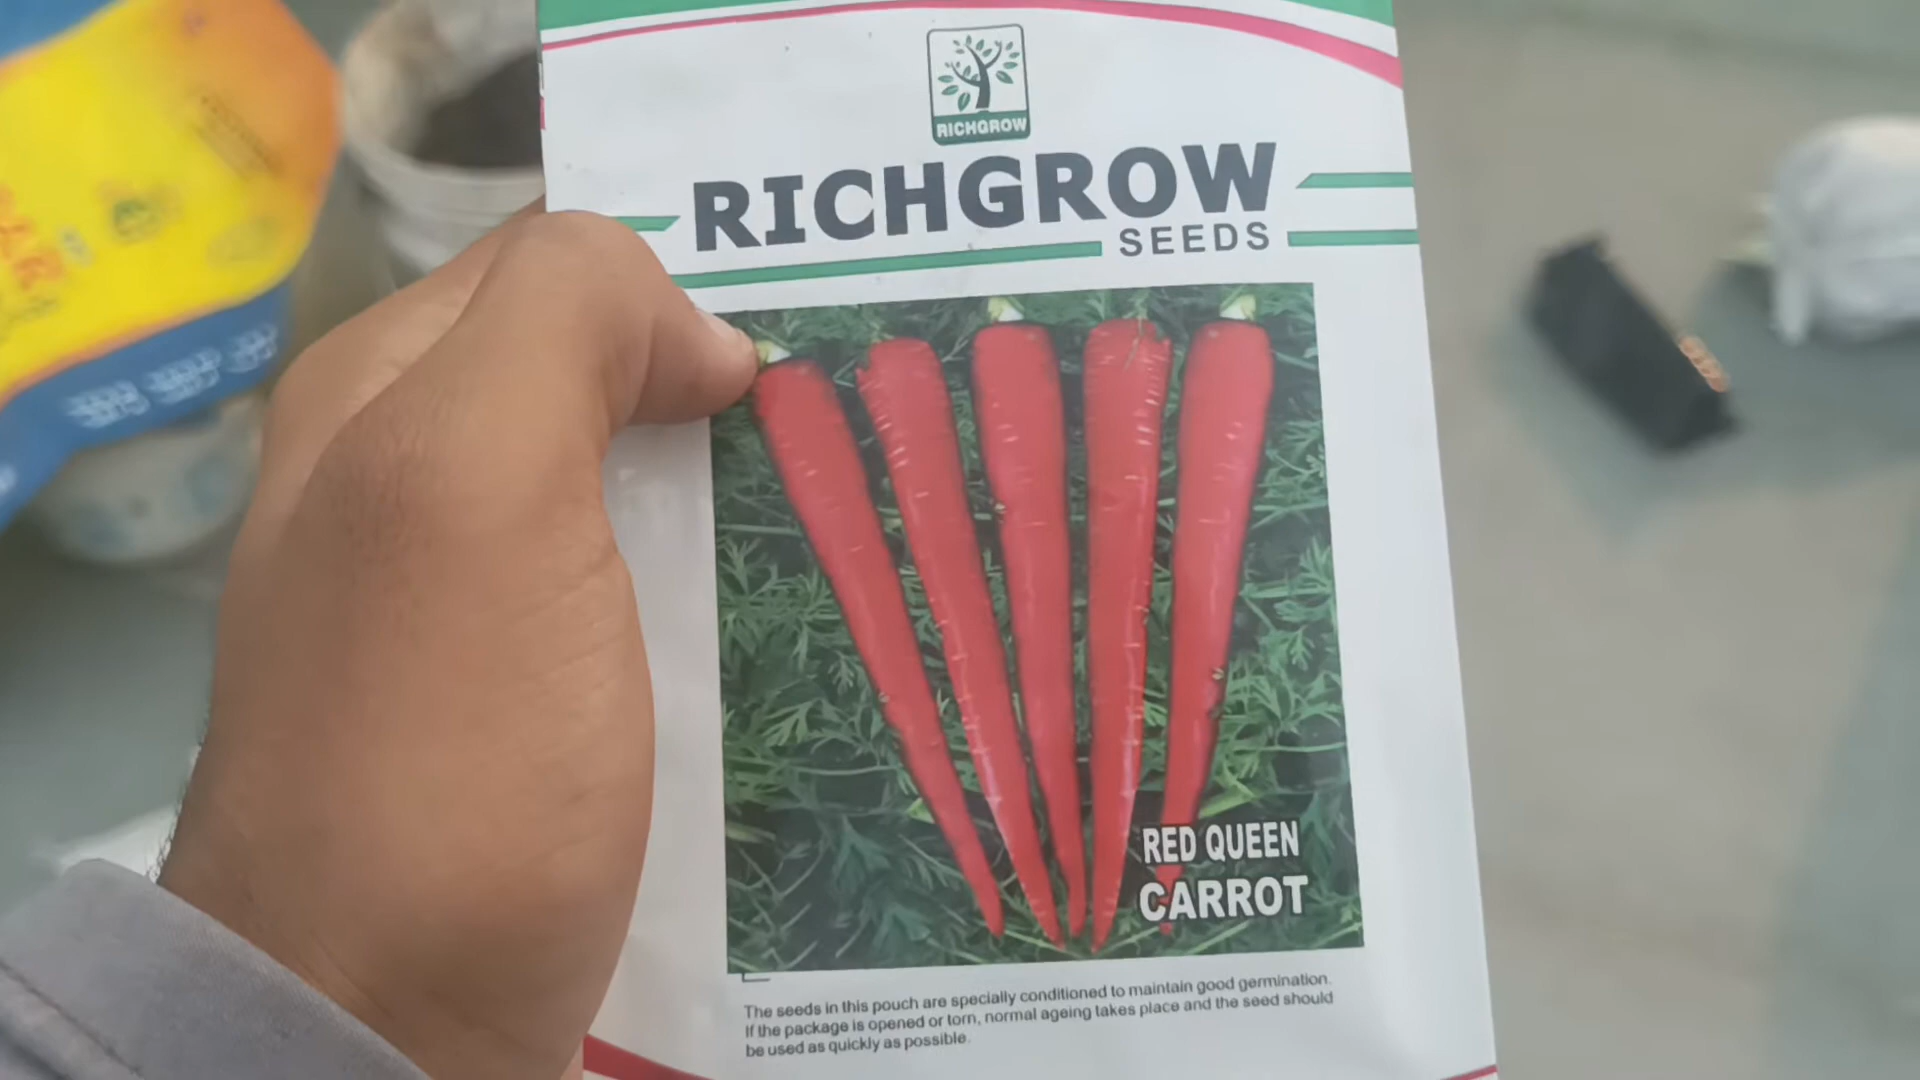 RICHGROW
RICHGROW
SEEDS
RED QUEEN
CARROT
The seeds in this pouch are specially conditioned to maintain good germination.
If the package is opened or torn, normal ageing takes place and the seed should
be used as quickly as possible.